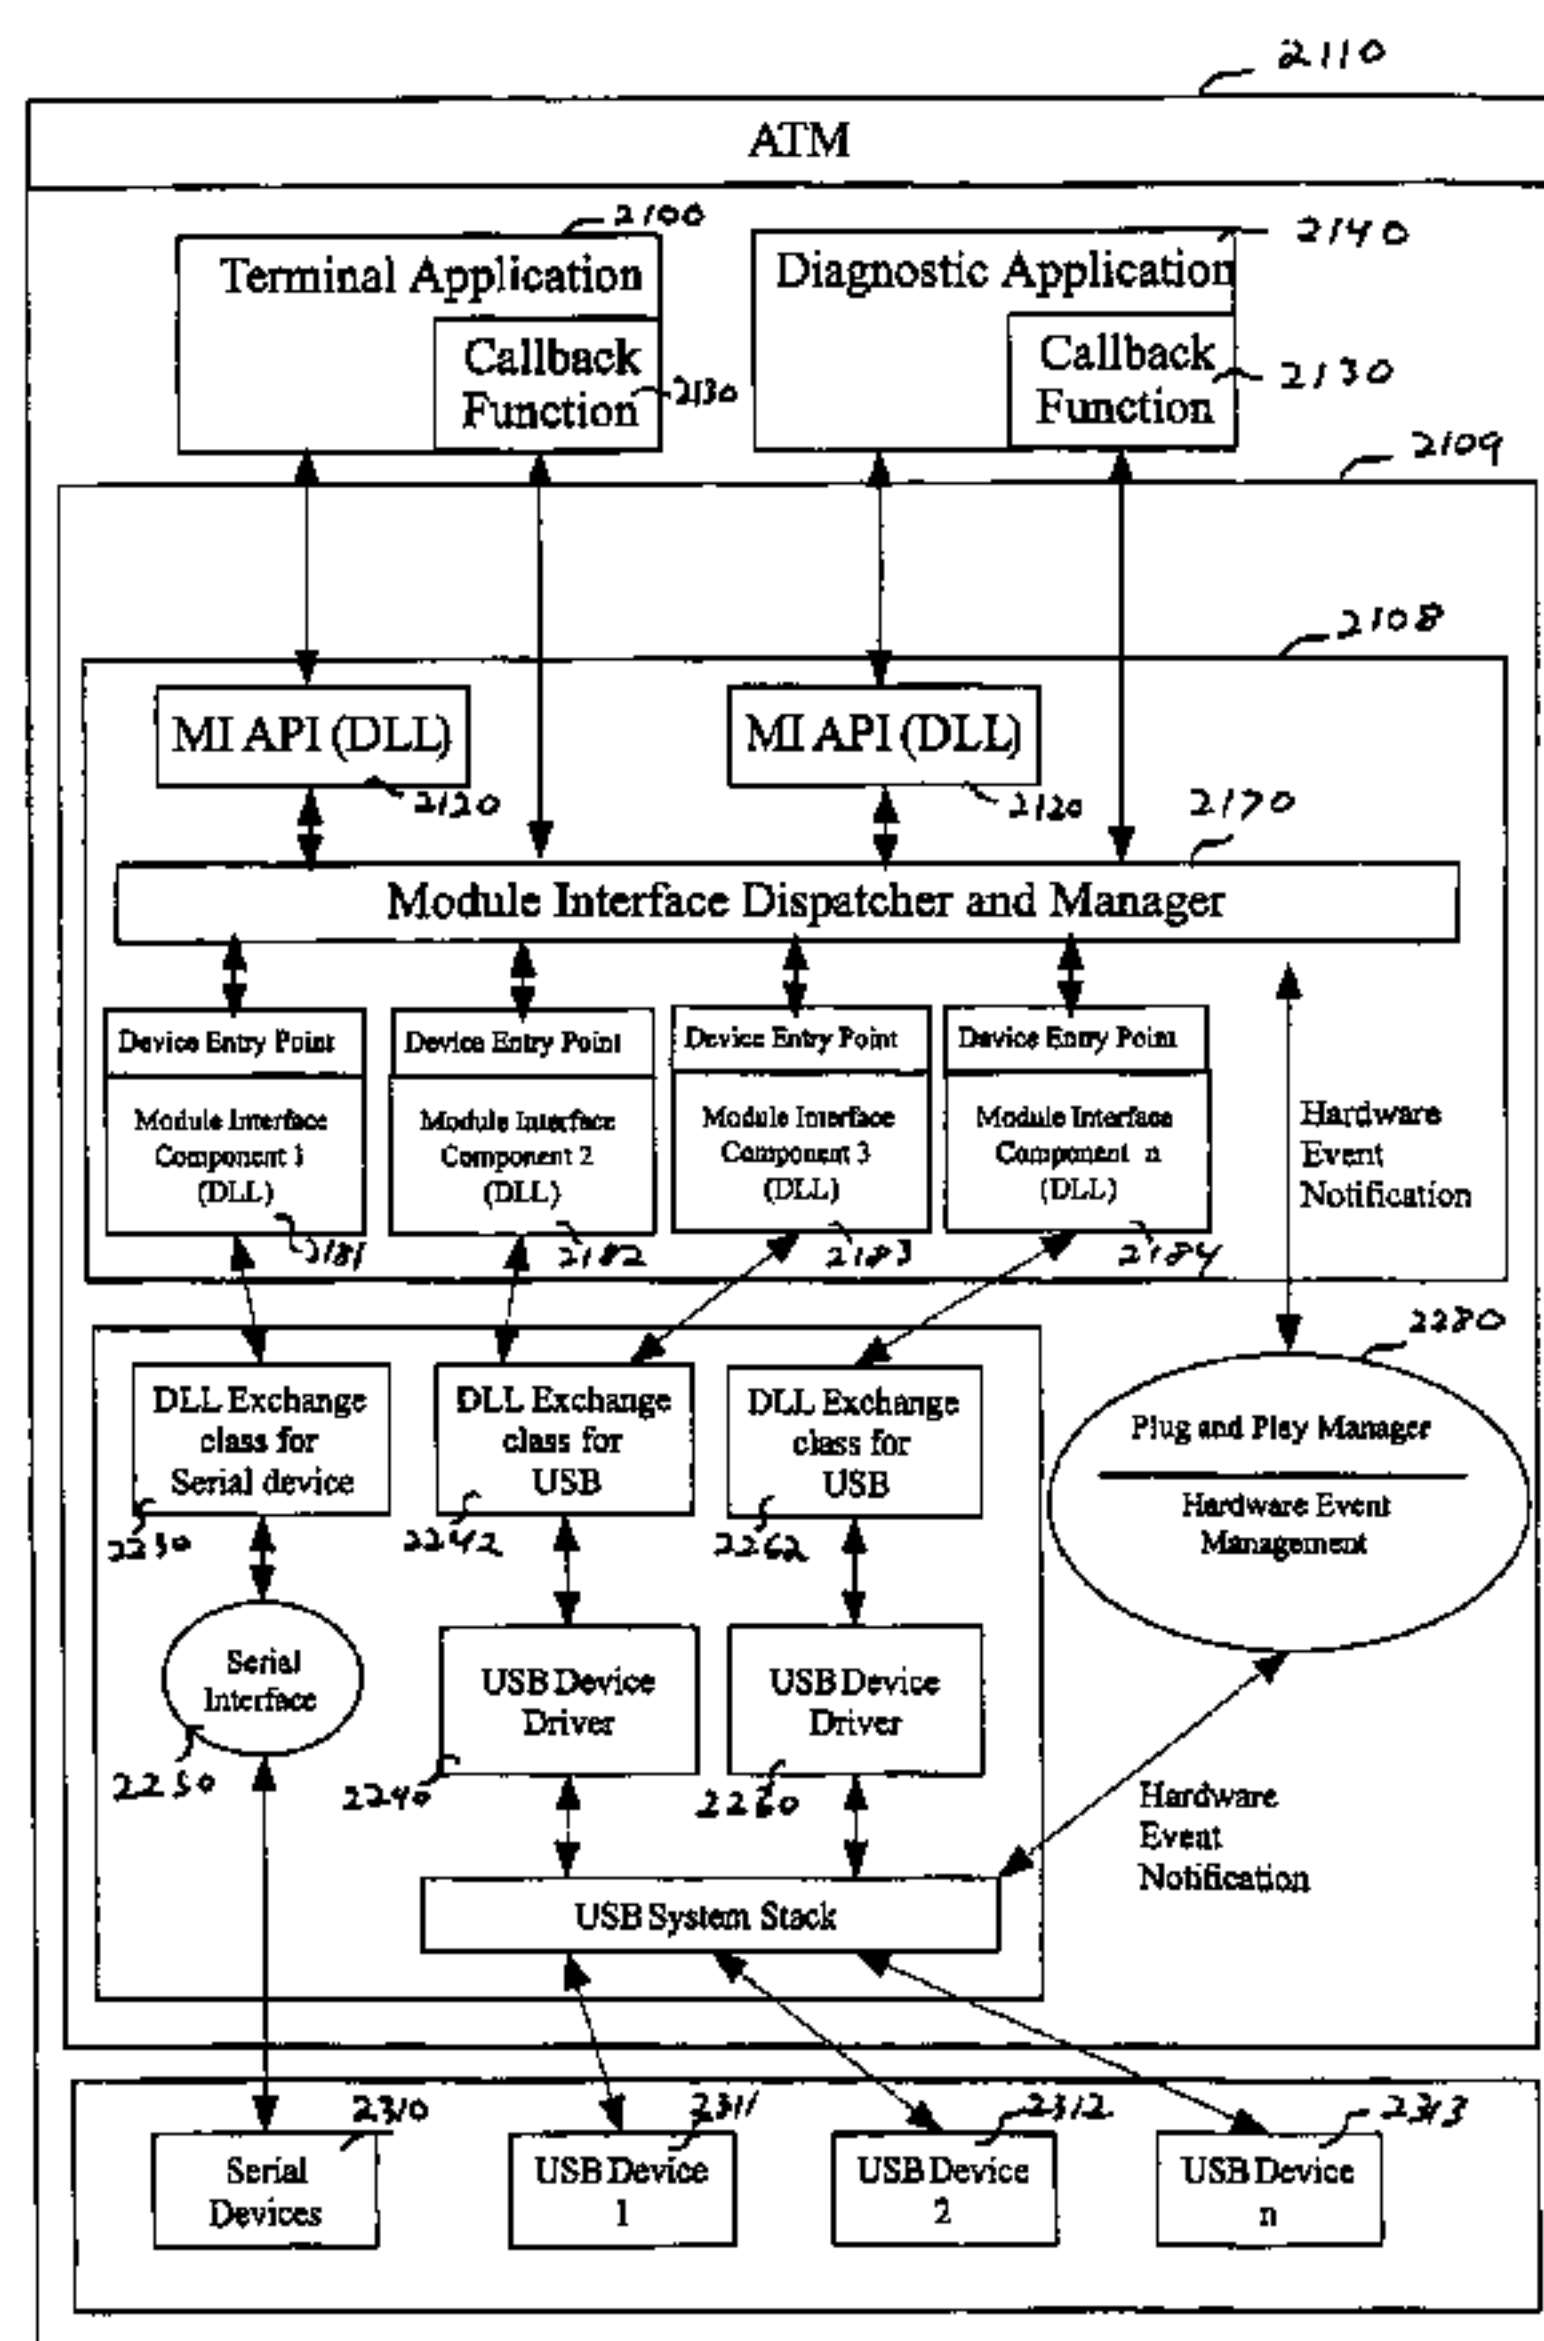 2110
ATM
2100
2140
Terminal Application
Diagnostic Application
Callback
Function
2130
Callback
Function
2130
2109
2108
MI API (DLL)
MI API (DLL)
2120
2120
2170
Module Interface Dispatcher and Manager
Device Entry Point
Device Entry Point
Device Entry Point
Device Entry Point
Module Interface
Component 1
(DLL)
Module Interface
Component 2
(DLL)
Module Interface
Component 3
(DLL)
Module Interface
Component n
(DLL)
Hardware
Event
Notification
2181
2182
2183
2184
2280
DLL Exchange
class for
Serial device
DLL Exchange
class for
USB
DLL Exchange
class for
USB
Plug and Play Manager
Hardware Event
Management
2242
2262
Serial
Interface
USB Device
Driver
USB Device
Driver
2250
2240
2260
Hardware
Event
Notification
USB System Stack
2310
2311
2312
2313
Serial
Devices
USB Device
1
USB Device
2
USB Device
n